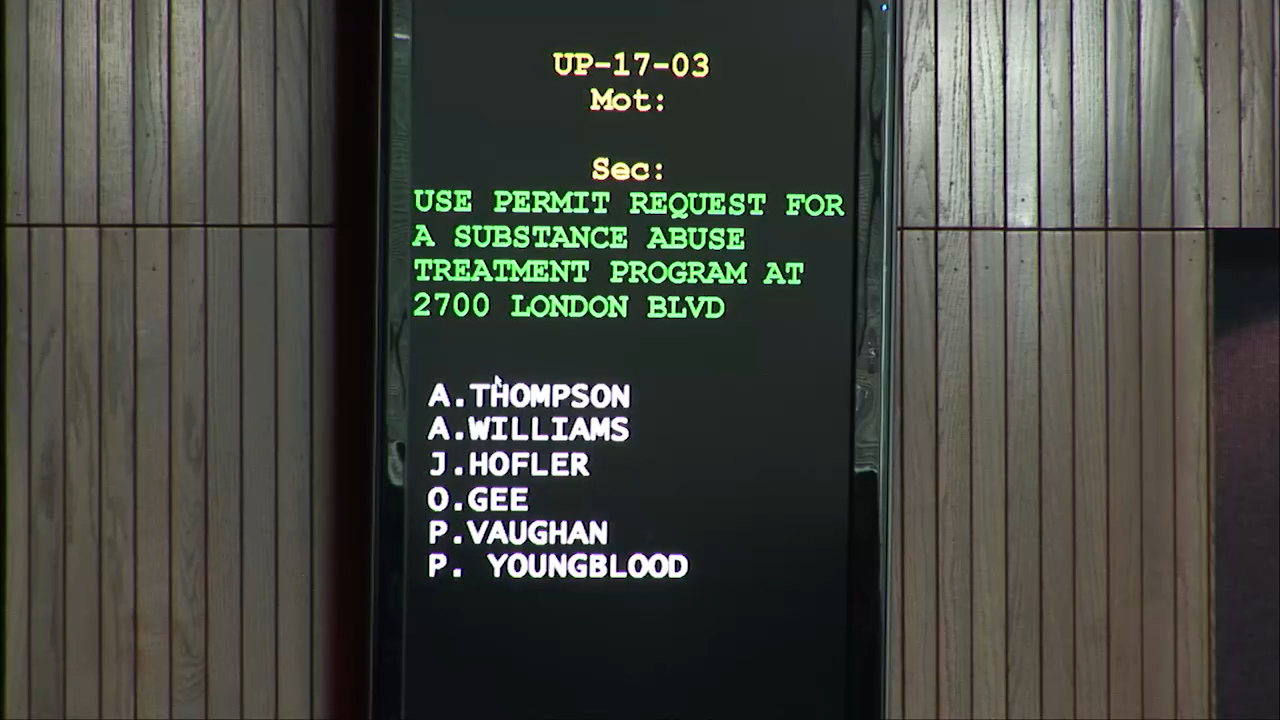 UP-17-03
Mot:
Sec:
USE PERMIT REQUEST FOR
A SUBSTANCE ABUSE
TREATMENT PROGRAM AT
2700 LONDON BLVD
A.THOMPSON
A.WILLIAMS
J.HOFLER
O.GEE
P.VAUGHAN
P. YOUNGBLOOD